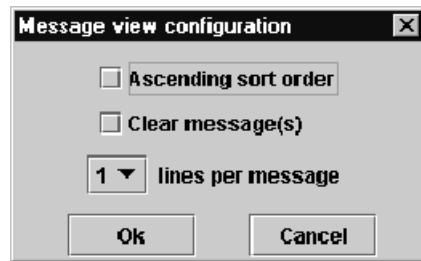 Message view configuration
Ascending sort order
Clear message(s)
1 lines per message
Ok Cancel